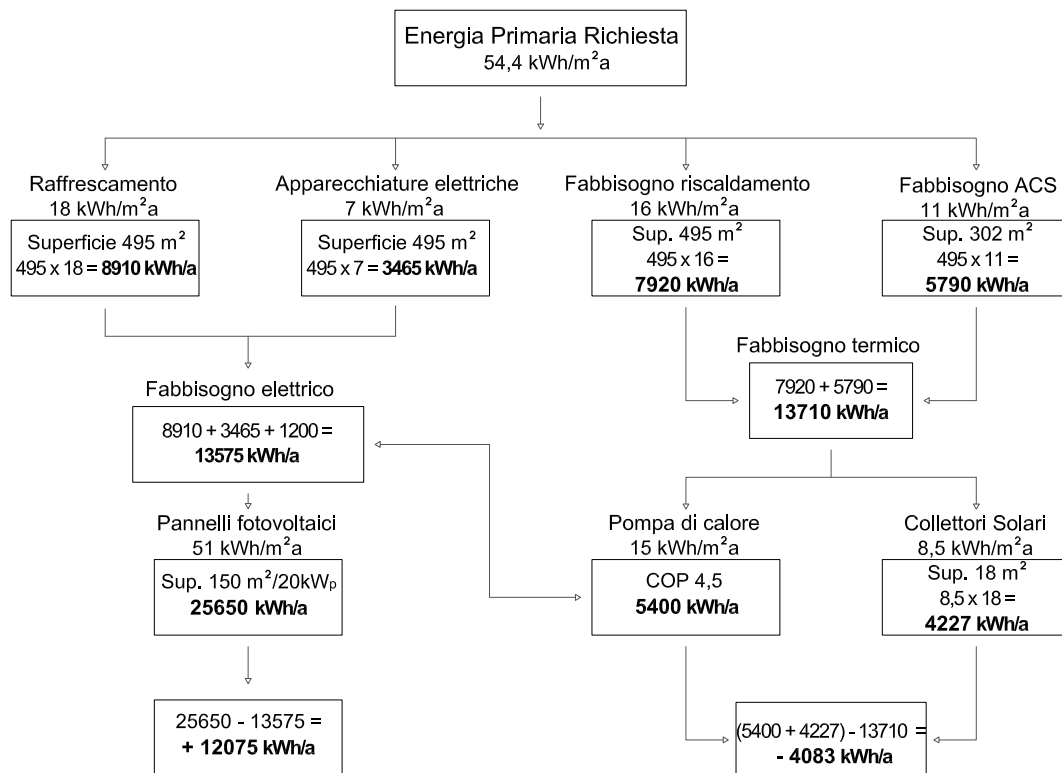 Energia Primaria Richiesta
54,4 kWh/m²a
Raffrescamento
18 kWh/m²a
Superficie 495 m²
495 x 18 = 8910 kWh/a
Apparecchiature elettriche
7 kWh/m²a
Superficie 495 m²
495 x 7 = 3465 kWh/a
Fabbisogno riscaldamento
16 kWh/m²a
Sup. 495 m²
495 x 16 =
7920 kWh/a
Fabbisogno ACS
11 kWh/m²a
Sup. 302 m²
495 x 11 =
5790 kWh/a
Fabbisogno elettrico
8910 + 3465 + 1200 =
13575 kWh/a
Fabbisogno termico
7920 + 5790 =
13710 kWh/a
Pannelli fotovoltaici
51 kWh/m²a
Sup. 150 m²/20kWp
25650 kWh/a
Pompa di calore
15 kWh/m²a
COP 4,5
5400 kWh/a
Collettori Solari
8,5 kWh/m²a
Sup. 18 m²
8,5 x 18 =
4227 kWh/a
25650 - 13575 =
+ 12075 kWh/a
(5400 + 4227) - 13710 =
- 4083 kWh/a